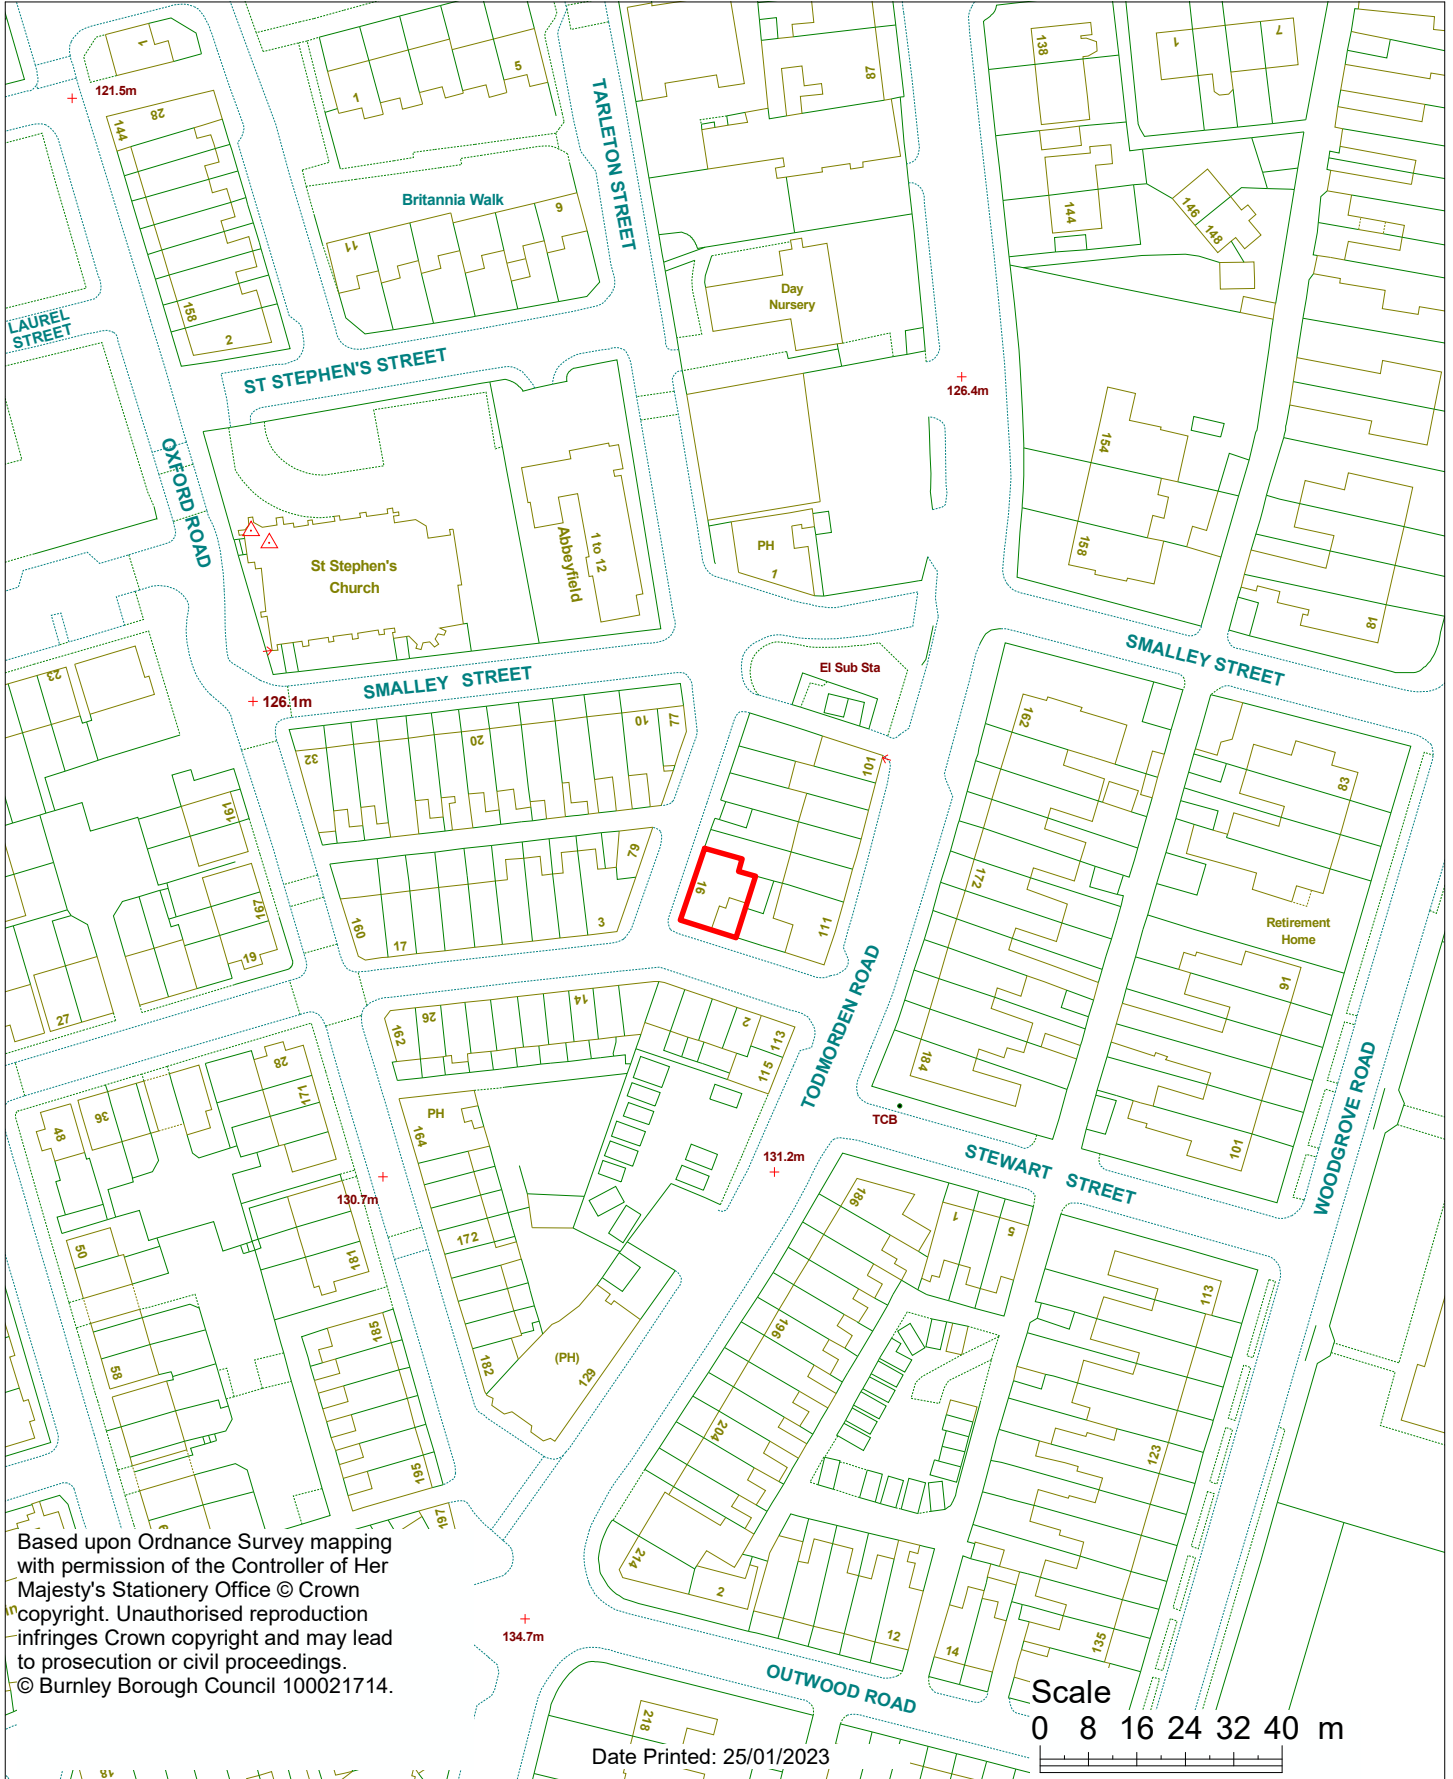 1
121.5m
144
28
158
2
LAUREL
STREET
1
5
TARLETON STREET
Britannia Walk
11
9
87
138
1
7
144
146
148
Day
Nursery
ST STEPHEN'S STREET
126.4m
OXFORD ROAD
154
158
St Stephen's
Church
Abbeyfield
1 to 12
PH
1
81
SMALLEY STREET
El Sub Sta
23
SMALLEY STREET
126.1m
32
20
10
77
101
162
83
161
79
16
172
167
160
17
3
111
Retirement
Home
61
27
91
TODMORDEN ROAD
162
26
14
2
113
115
184
28
171
36
48
PH
164
TCB
101
WOODGROVE ROAD
131.2m
STEWART STREET
130.7m
186
1
5
50
172
181
113
196
185
58
182
(PH)
129
204
123
195
197
Based upon Ordnance Survey mapping
with permission of the Controller of Her
Majesty's Stationery Office © Crown
copyright. Unauthorised reproduction
infringes Crown copyright and may lead
to prosecution or civil proceedings.
© Burnley Borough Council 100021714.
214
2
12
14
135
134.7m
OUTWOOD ROAD
218
Scale
0 8 16 24 32 40 m
Date Printed: 25/01/2023
18